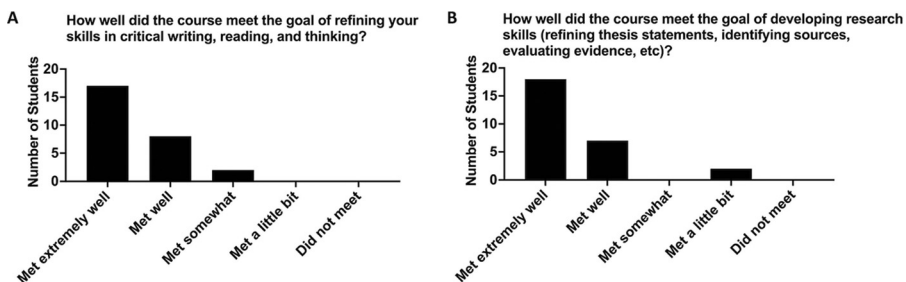 A
How well did the course meet the goal of refining your
skills in critical writing, reading, and thinking?
Number of Students
20
15
10
5
0
Met extremely well
Met well
Met somewhat
Met a little bit
Did not meet
B
How well did the course meet the goal of developing research
skills (refining thesis statements, identifying sources,
evaluating evidence, etc)?
Number of Students
20
15
10
5
0
Met extremely well
Met well
Met somewhat
Met a little bit
Did not meet